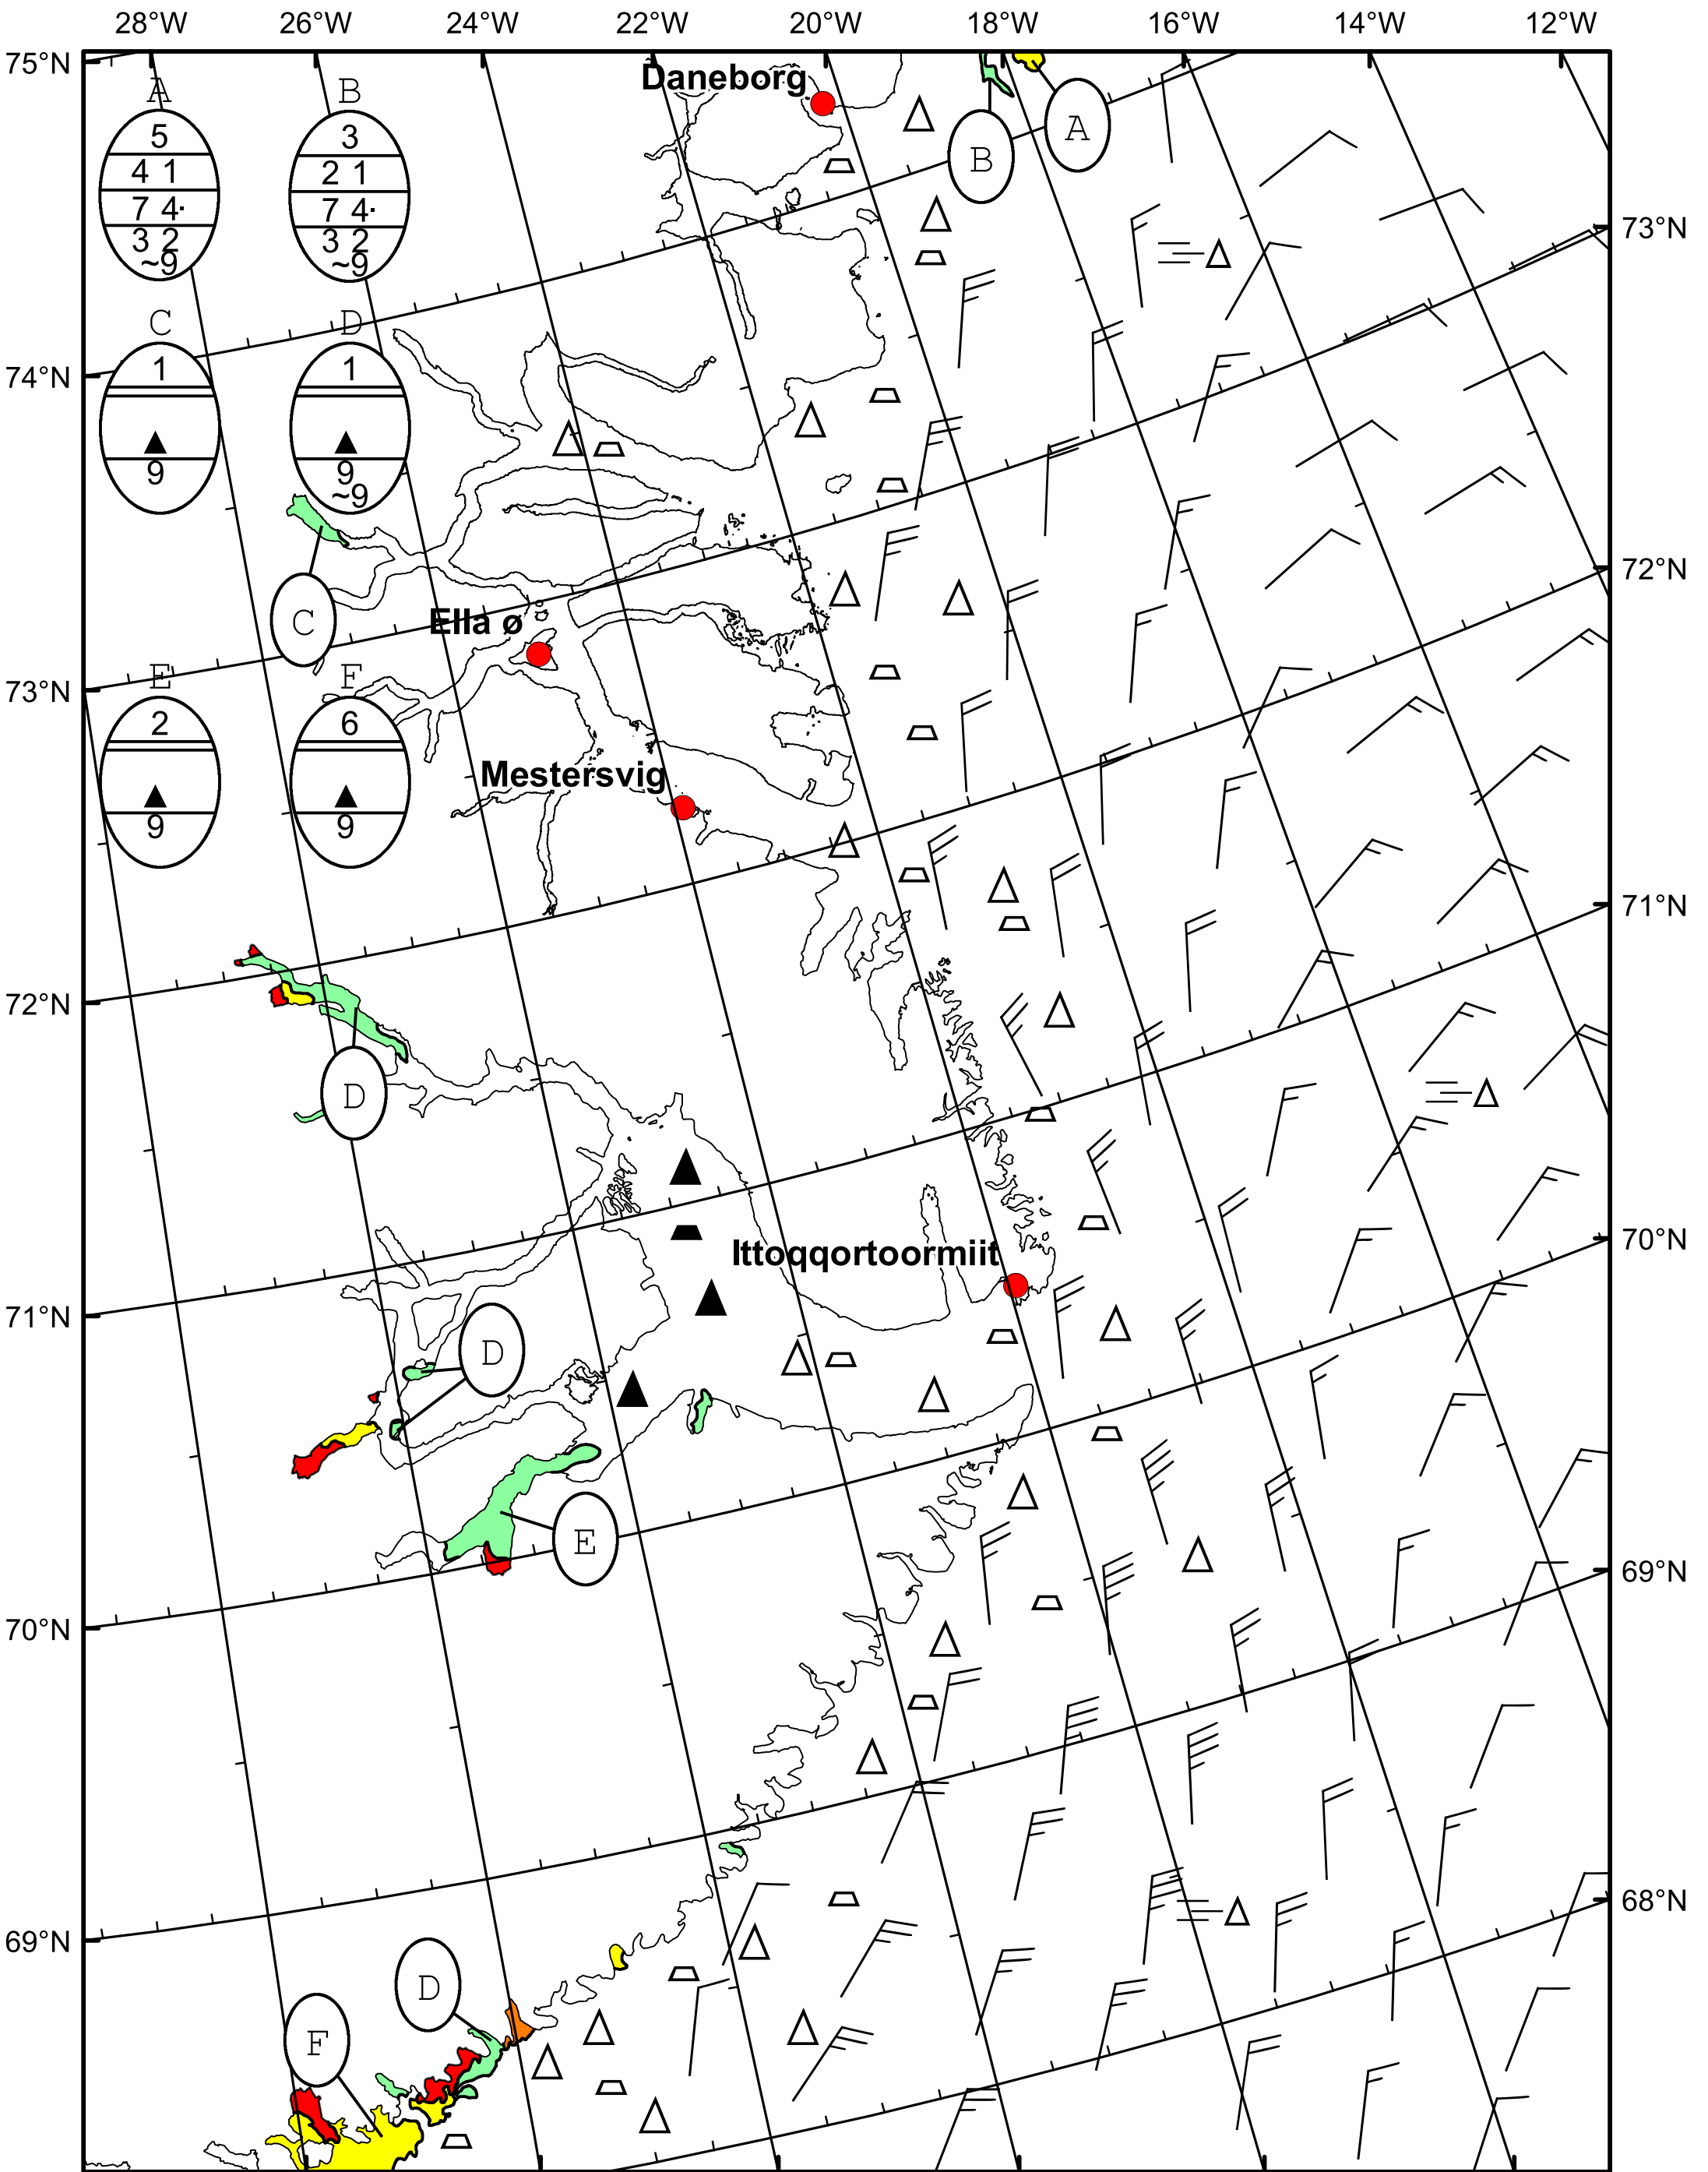 28°W 26°W 24°W 22°W 20°W 18°W 16°W 14°W 12°W
75°N
Daneborg
A B
5 3
4 1 2 1
7 4· 7 4·
3 2 3 2
~9 ~9
B A
73°N
C D
1 1
9 9
~9
74°N
C
72°N
Ella ø
E F
2 6
9 9
73°N
Mestersvig
71°N
72°N
D
70°N
Ittoqqortoormiit
71°N
D
E
69°N
70°N
68°N
69°N
D
F